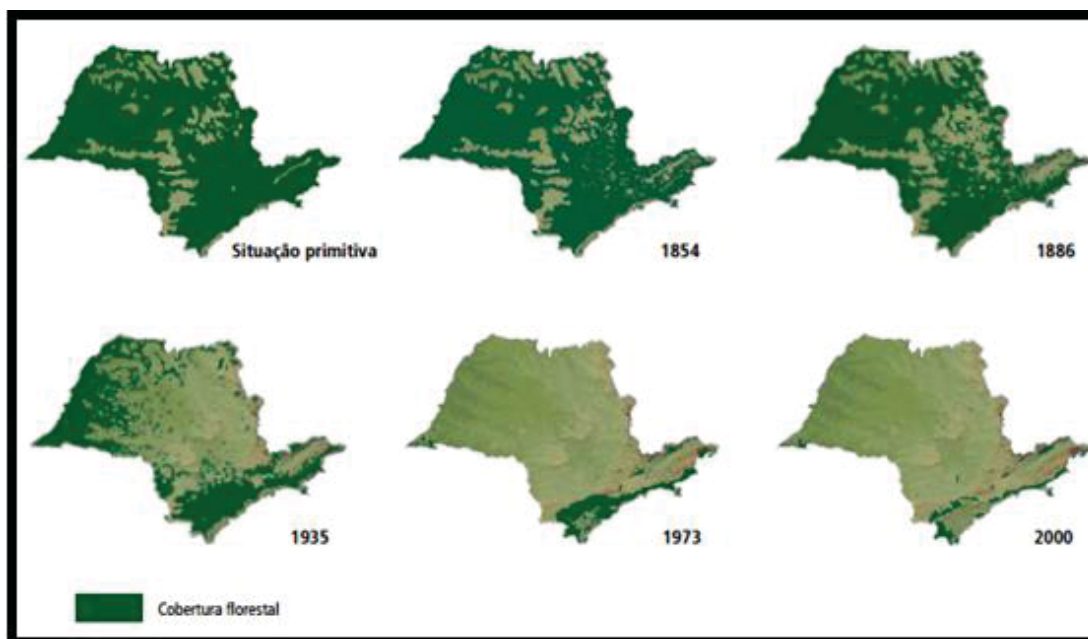 Situação primitiva
1854
1886
1935
1973
2000
Cobertura florestal